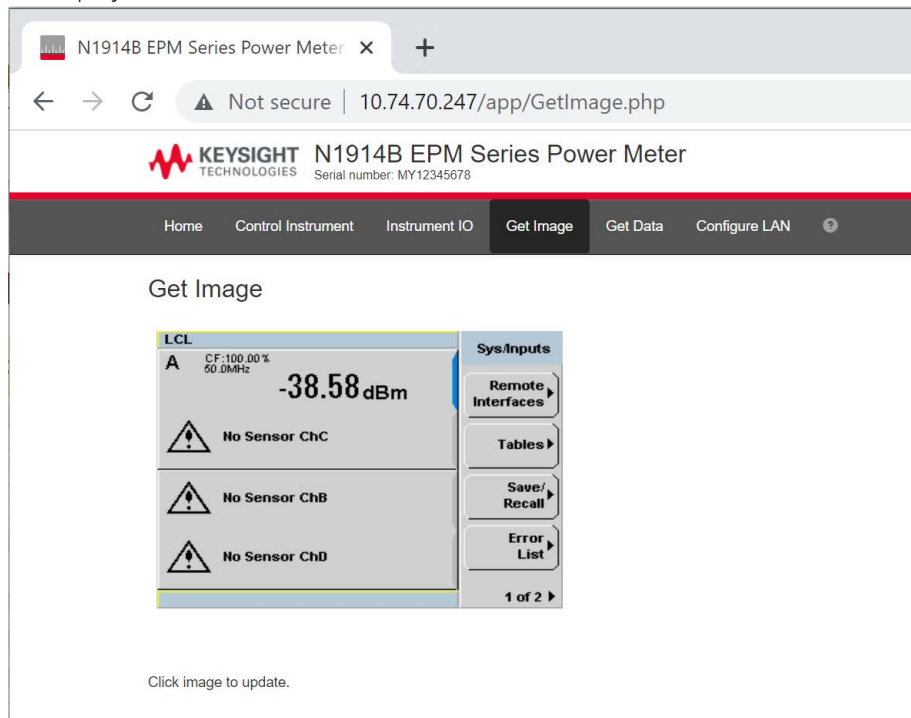 N1914B EPM Series Power Meter
Not secure | 10.74.70.247/app/GetImage.php
KEYSIGHT
TECHNOLOGIES
N1914B EPM Series Power Meter
Serial number: MY12345678
Home Control Instrument Instrument IO Get Image Get Data Configure LAN ?
Get Image
LCL
A
CF:100.00%
50.0MHz
-38.58 dBm
No Sensor ChC
No Sensor ChB
No Sensor ChD
Sys/Inputs
Remote
Interfaces
Tables
Save/
Recall
Error
List
1 of 2
Click image to update.